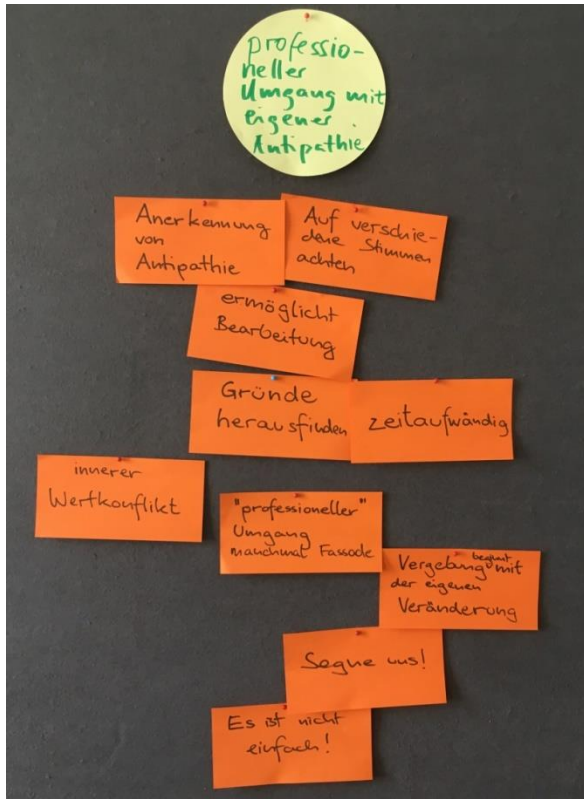 professio-
neller
Umgang mit
eigener
Antipathie
Anerkennung
von
Antipathie
Auf verschie-
dene Stimmen
achten
ermöglicht
Bearbeitung
Gründe
herausfinden
zeitaufwändig
innerer
Wertkonflikt
"professioneller"
Umgang
manchmal Fassade
Vergebung beginnt mit
der eigenen
Veränderung
Segne uns!
Es ist nicht
einfach!